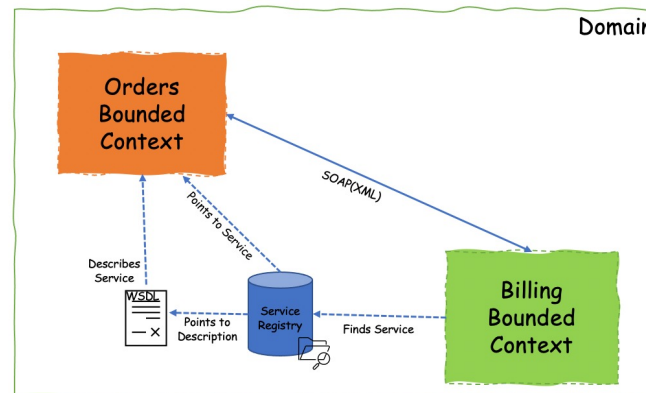 Domain
Orders
Bounded
Context
SOAP(XML)
Points to Service
Describes
Service
WSDL
Points to
Description
Service
Registry
Finds Service
Billing
Bounded
Context